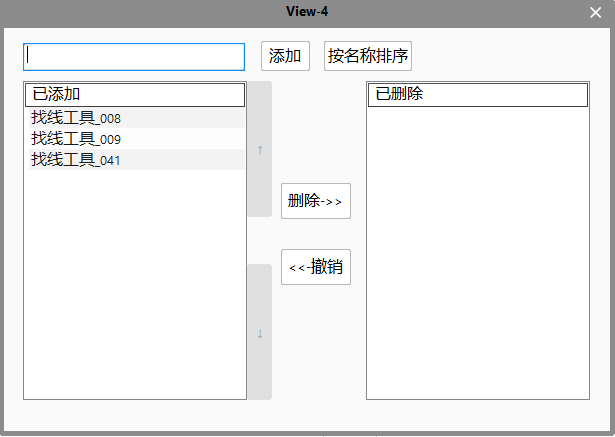 View-4
添加
按名称排序
已添加
已删除
找线工具_008
找线工具_009
找线工具_041
↑
删除->>
<<-撤销
↓